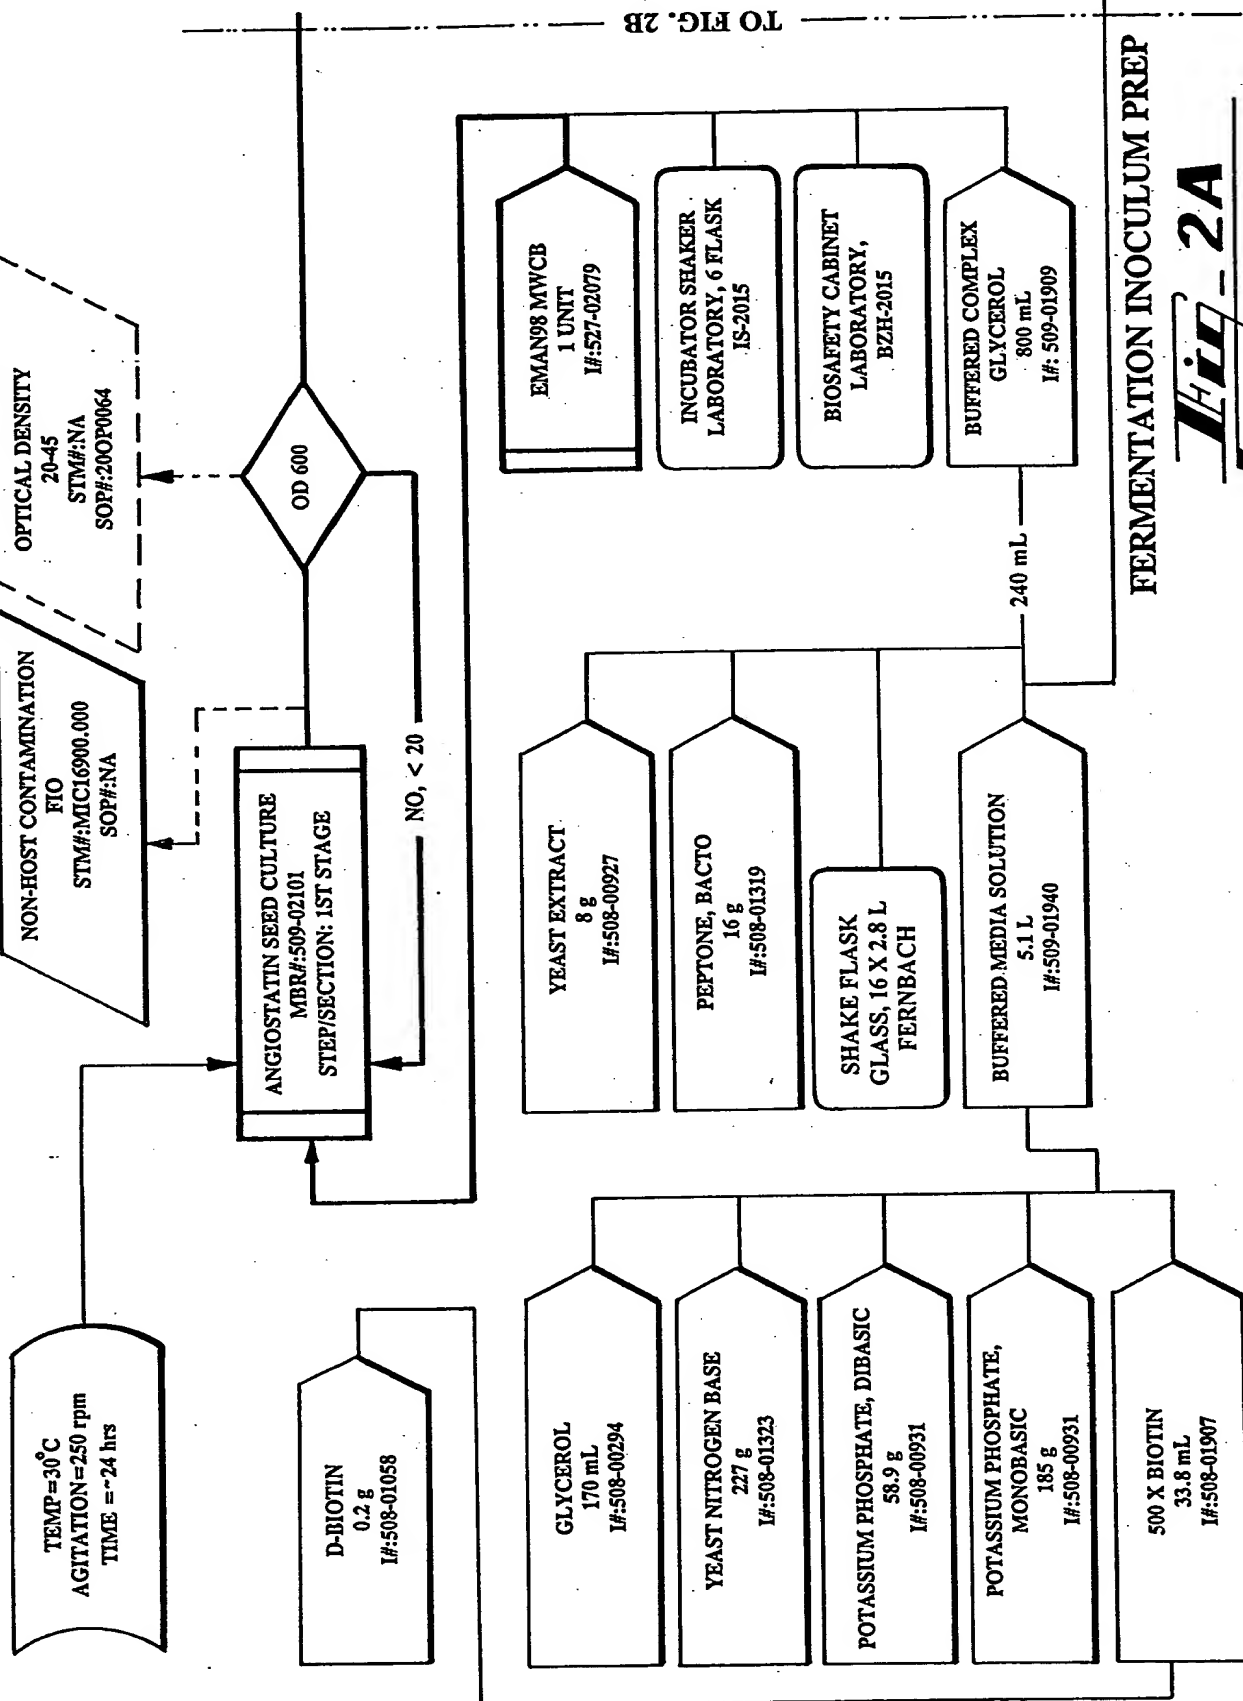 TEMP=30°C
AGITATION=250 rpm
TIME =~24 hrs
NON-HOST CONTAMINATION
FIO
STM#:MIC16900.000
SOP#:NA
OPTICAL DENSITY
20-45
STM#:NA
SOP#:20OP0064
ANGIOSTATIN SEED CULTURE
MBR#:509-02101
STEP/SECTION: 1ST STAGE
OD 600
NO, < 20
TO FIG. 2B
D-BIOTIN
0.2 g
I#:508-01058
GLYCEROL
170 mL
I#:508-00294
YEAST NITROGEN BASE
227 g
I#:508-01323
POTASSIUM PHOSPHATE, DIBASIC
58.9 g
I#:508-00931
POTASSIUM PHOSPHATE,
MONOBASIC
185 g
I#:508-00931
500 X BIOTIN
33.8 mL
I#:508-01907
YEAST EXTRACT
8 g
I#:508-00927
PEPTONE, BACTO
16 g
I#:508-01319
SHAKE FLASK
GLASS, 16 X 2.8 L
FERNBACH
BUFFERED MEDIA SOLUTION
5.1 L
I#:509-01940
240 mL
EMAN98 MWCB
1 UNIT
I#:527-02079
INCUBATOR SHAKER
LABORATORY, 6 FLASK
IS-2015
BIOSAFETY CABINET
LABORATORY,
BZH-2015
BUFFERED COMPLEX
GLYCEROL
800 mL
I#: 509-01909
FERMENTATION INOCULUM PREP
Fig_2A